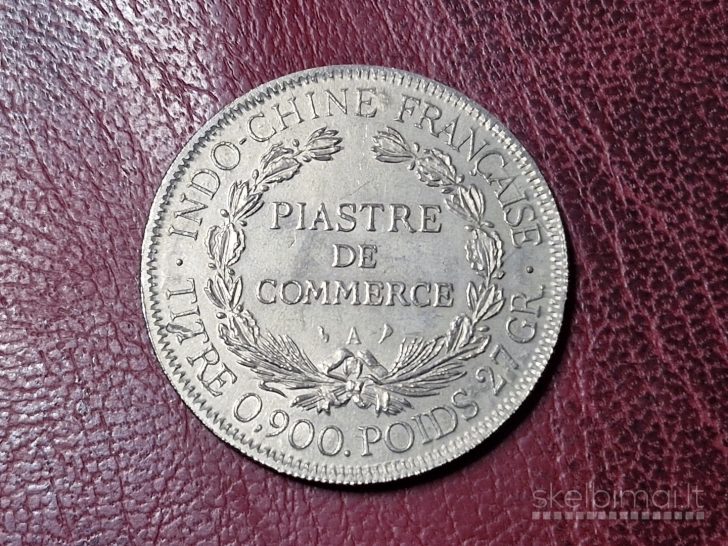 · INDO-CHINE FRANÇAISE ·
PIASTRE
DE
COMMERCE
A
TITRE 0,900. POIDS 27 GR.
skelbimai.lt